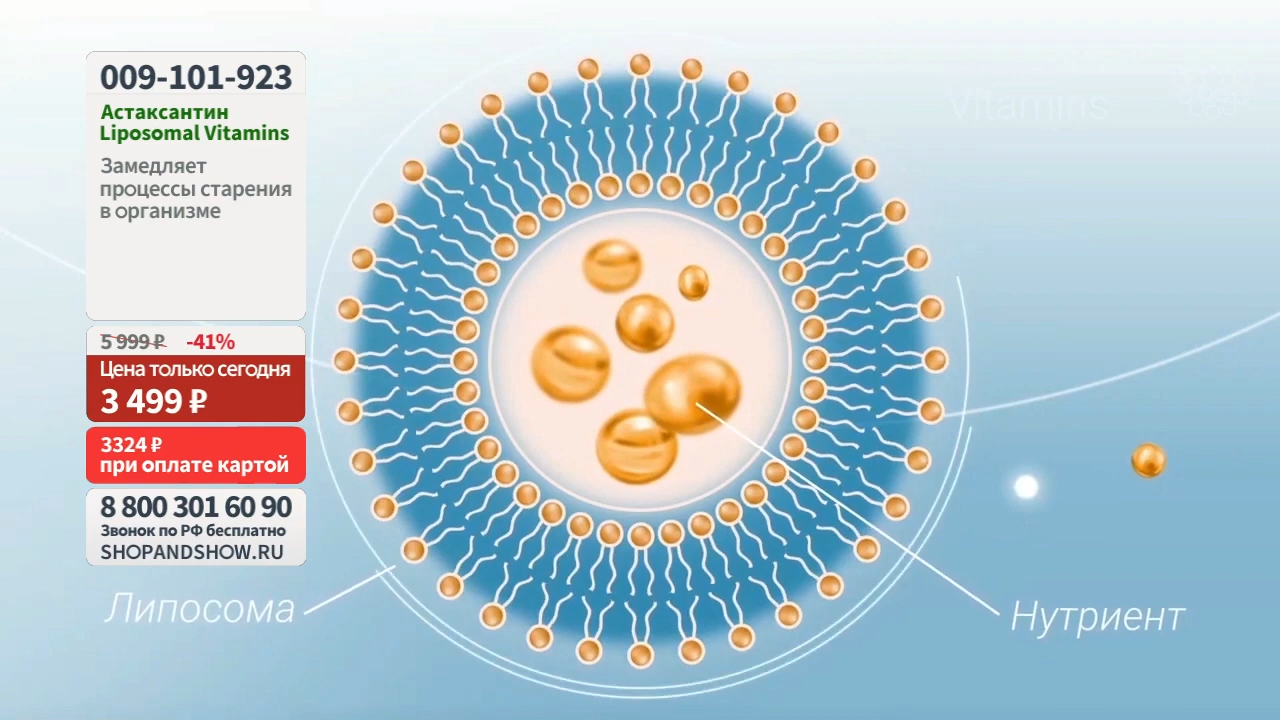 009-101-923
Астаксантин
Liposomal Vitamins
Замедляет
процессы старения
в организме
5 999 ₽ -41%
Цена только сегодня
3 499 ₽
3324 ₽
при оплате картой
8 800 301 60 90
Звонок по РФ бесплатно
SHOPANDSHOW.RU
Липосома
Нутриент
Vitamins